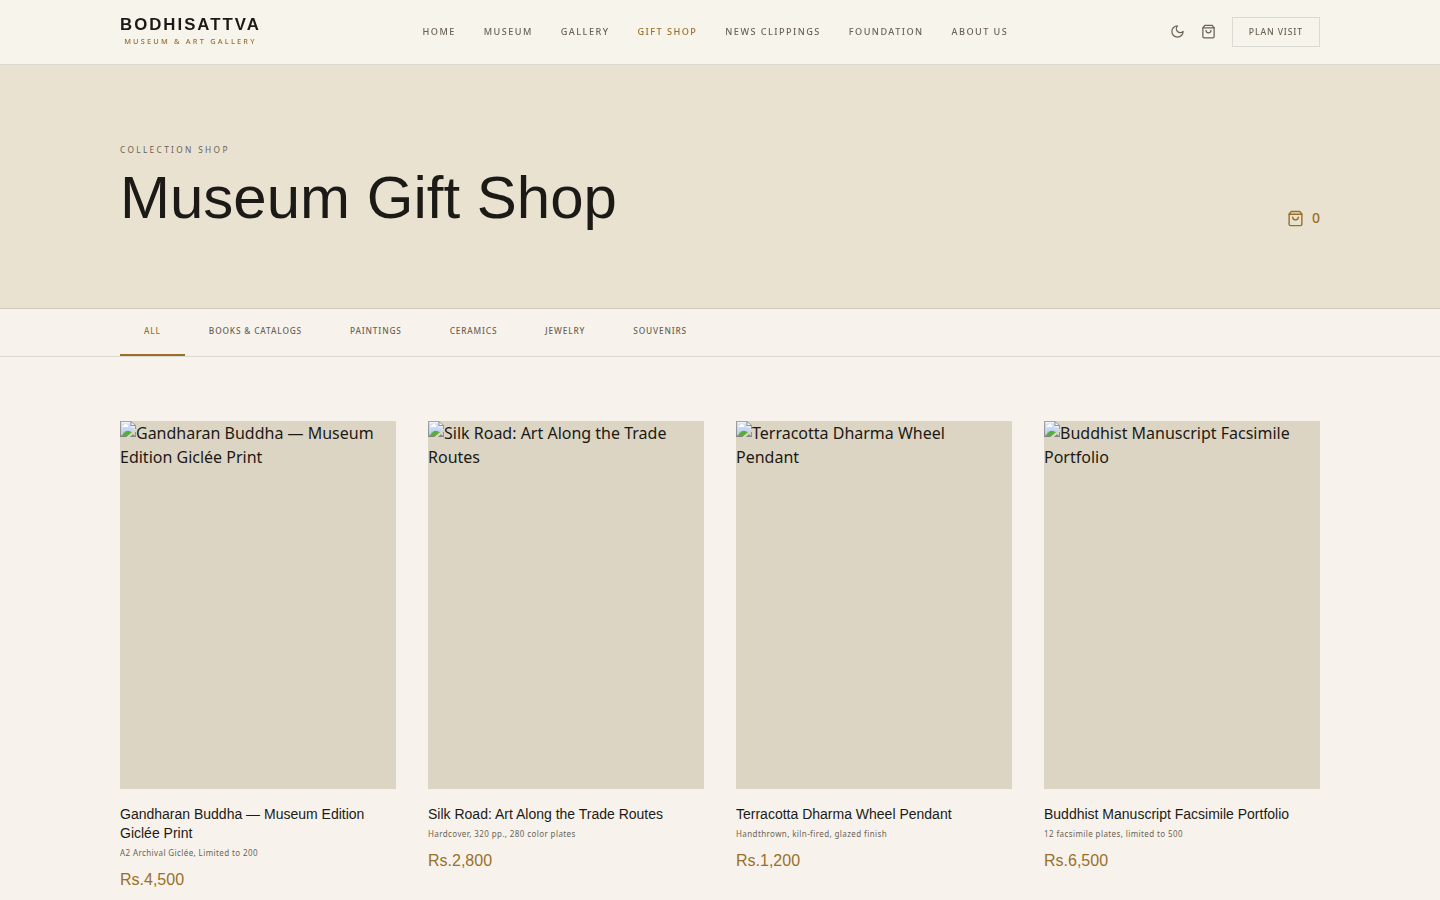 BODHISATTVA
MUSEUM & ART GALLERY
HOME
MUSEUM
GALLERY
GIFT SHOP
NEWS CLIPPINGS
FOUNDATION
ABOUT US
PLAN VISIT
COLLECTION SHOP
Museum Gift Shop
0
ALL
BOOKS & CATALOGS
PAINTINGS
CERAMICS
JEWELRY
SOUVENIRS
Gandharan Buddha — Museum
Edition Giclée Print
Silk Road: Art Along the Trade
Routes
Terracotta Dharma Wheel
Pendant
Buddhist Manuscript Facsimile
Portfolio
Gandharan Buddha — Museum Edition
Giclée Print
A2 Archival Giclée, Limited to 200
Rs.4,500
Silk Road: Art Along the Trade Routes
Hardcover, 320 pp., 280 color plates
Rs.2,800
Terracotta Dharma Wheel Pendant
Handthrown, kiln-fired, glazed finish
Rs.1,200
Buddhist Manuscript Facsimile Portfolio
12 facsimile plates, limited to 500
Rs.6,500